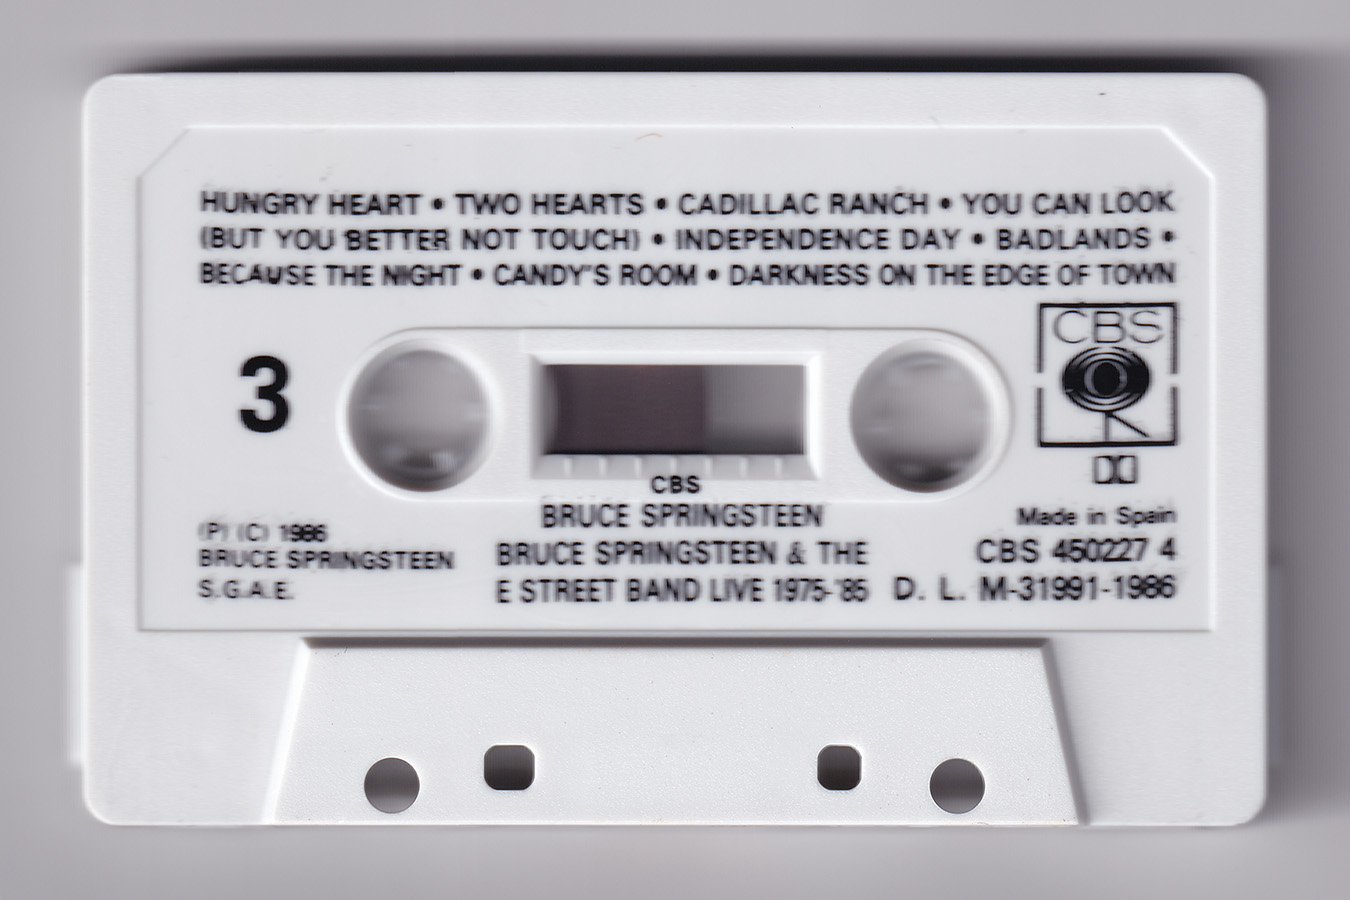 HUNGRY HEART • TWO HEARTS • CADILLAC RANCH • YOU CAN LOOK
(BUT YOU BETTER NOT TOUCH) • INDEPENDENCE DAY • BADLANDS •
BECAUSE THE NIGHT • CANDY'S ROOM • DARKNESS ON THE EDGE OF TOWN
3
CBS
CBS
BRUCE SPRINGSTEEN
BRUCE SPRINGSTEEN & THE
E STREET BAND LIVE 1975-'85
(P) (C) 1986
BRUCE SPRINGSTEEN
S.G.A.E.
Made in Spain
CBS 450227 4
D. L. M-31991-1986